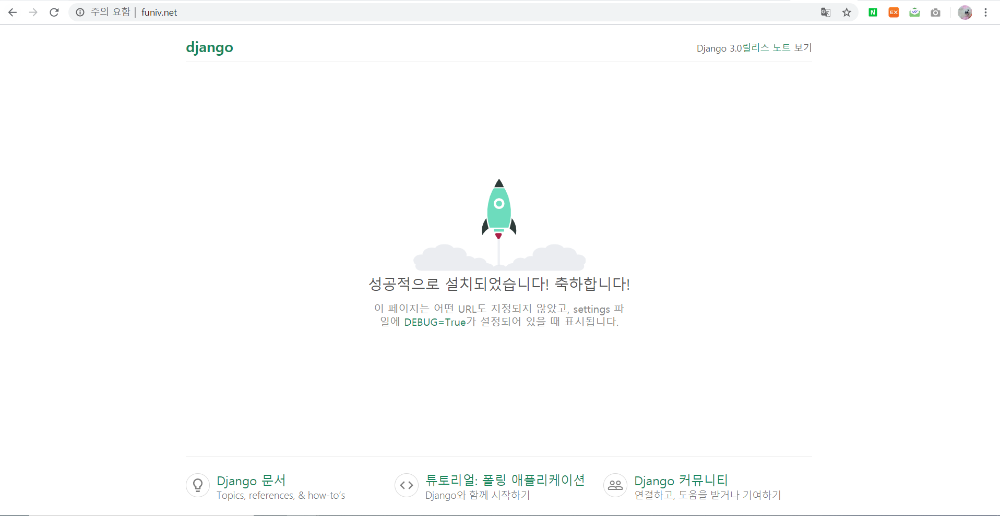 주의 요함 | funiv.net
N
EX
django
Django 3.0릴리스 노트 보기
성공적으로 설치되었습니다! 축하합니다!
이 페이지는 어떤 URL도 지정되지 않았고, settings 파
일에 DEBUG=True가 설정되어 있을 때 표시됩니다.
Django 문서
Topics, references, & how-to’s
튜토리얼: 폴링 애플리케이션
Django와 함께 시작하기
Django 커뮤니티
연결하고, 도움을 받거나 기여하기